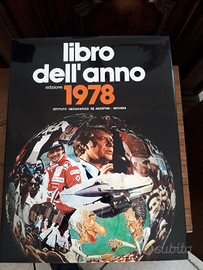 libro
dell'anno
edizione 1978
ISTITUTO GEOGRAFICO DE AGOSTINI - NOVARA
subito